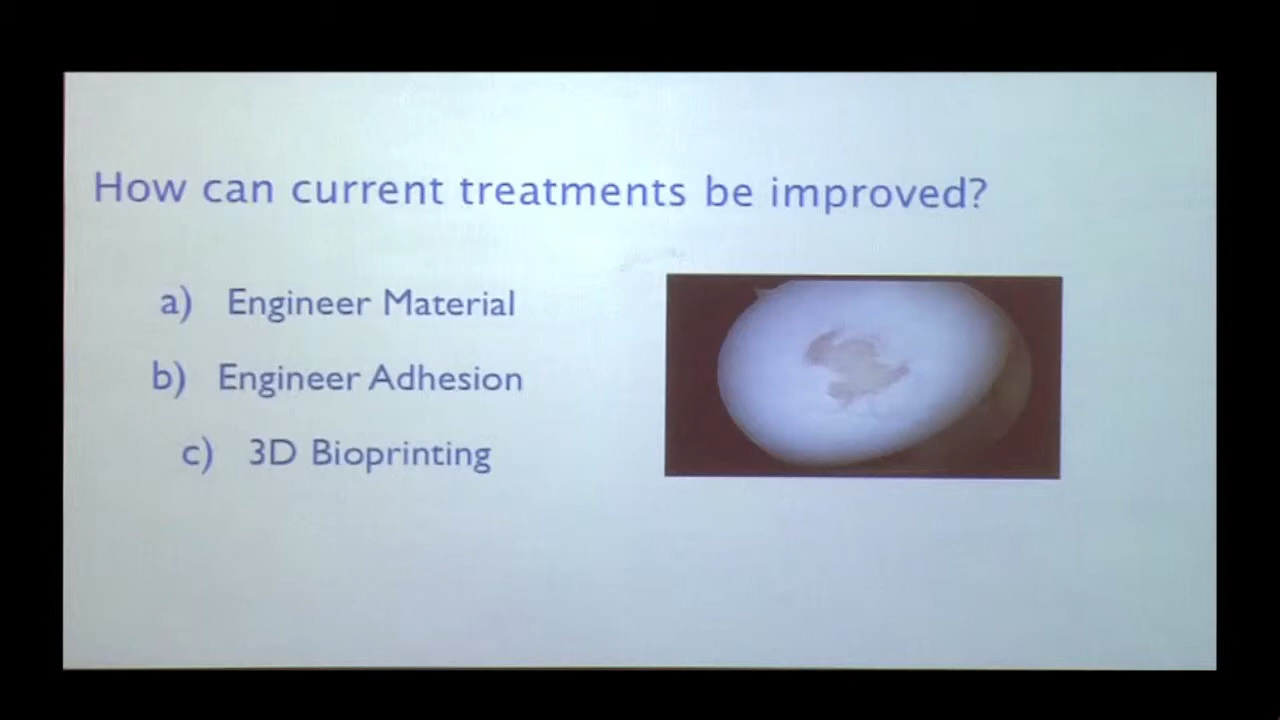 How can current treatments be improved?
a) Engineer Material
b) Engineer Adhesion
c) 3D Bioprinting